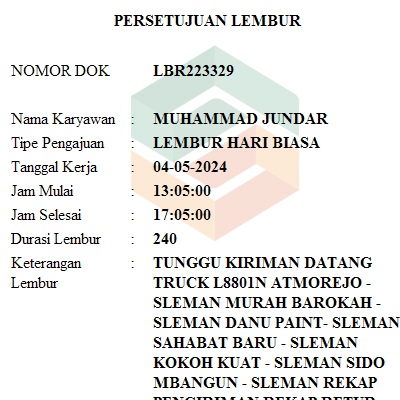 PERSETUJUAN LEMBUR
NOMOR DOK LBR223329
Nama Karyawan : MUHAMMAD JUNDAR
Tipe Pengajuan : LEMBUR HARI BIASA
Tanggal Kerja : 04-05-2024
Jam Mulai : 13:05:00
Jam Selesai : 17:05:00
Durasi Lembur : 240
Keterangan : TUNGGU KIRIMAN DATANG
Lembur TRUCK L8801N ATMOREJO -
SLEMAN MURAH BAROKAH -
SLEMAN DANU PAINT- SLEMAN
SAHABAT BARU - SLEMAN
KOKOH KUAT - SLEMAN SIDO
MBANGUN - SLEMAN REKAP
PENGIRIMAN REKAP RETUR